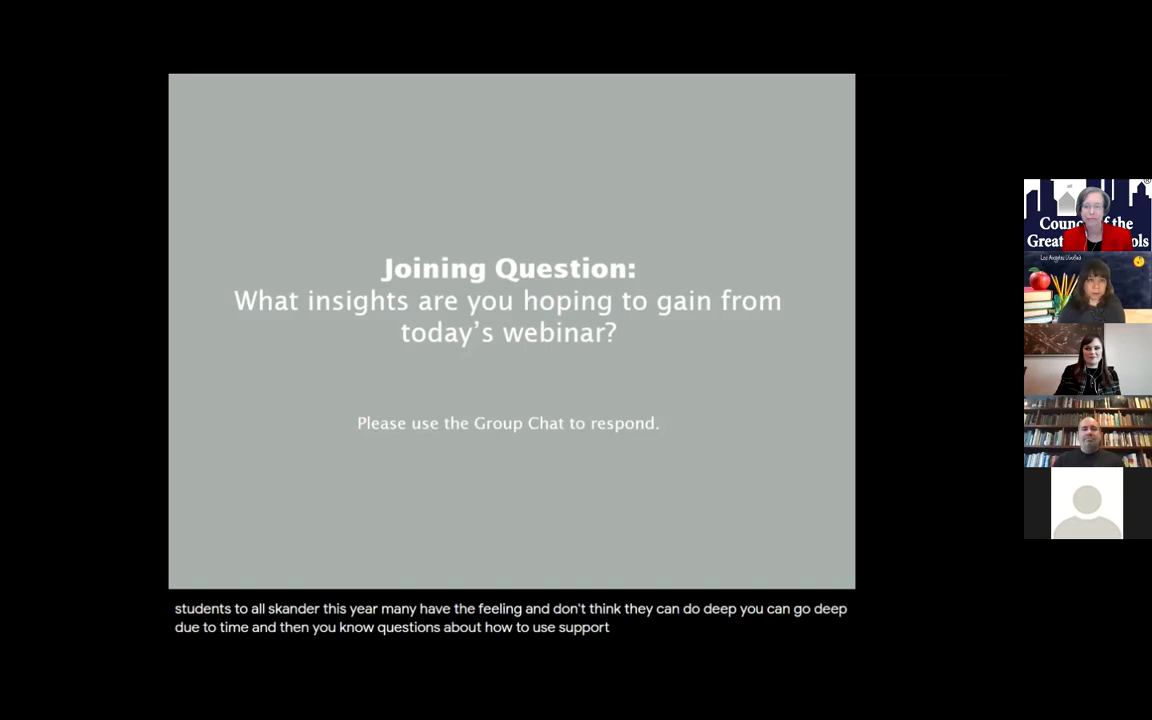 Joining Question:
What insights are you hoping to gain from
today's webinar?
Please use the Group Chat to respond.
students to all skander this year many have the feeling and don't think they can do deep you can go deep
due to time and then you know questions about how to use support
Los Angeles Unified